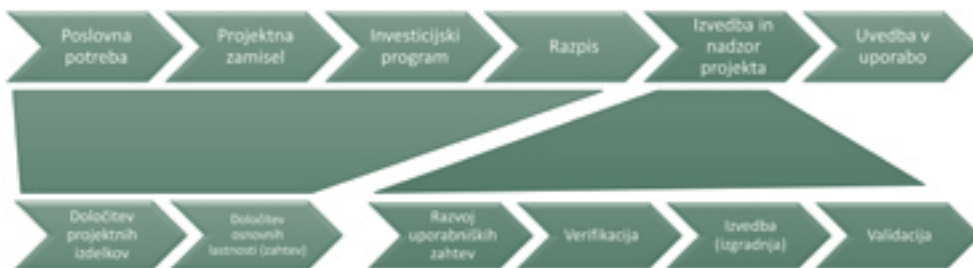 Poslovna
potreba
Projektna
zamisel
Investicijski
program
Razpis
Izvedba in
nadzor
projekta
Uvedba v
uporabo
Določitev
projektnih
izdelkov
Določitev
osnovnih
lastnosti (zahtev)
Razvoj
uporabniških
zahtev
Verifikacija
Izvedba
(izgradnja)
Validacija